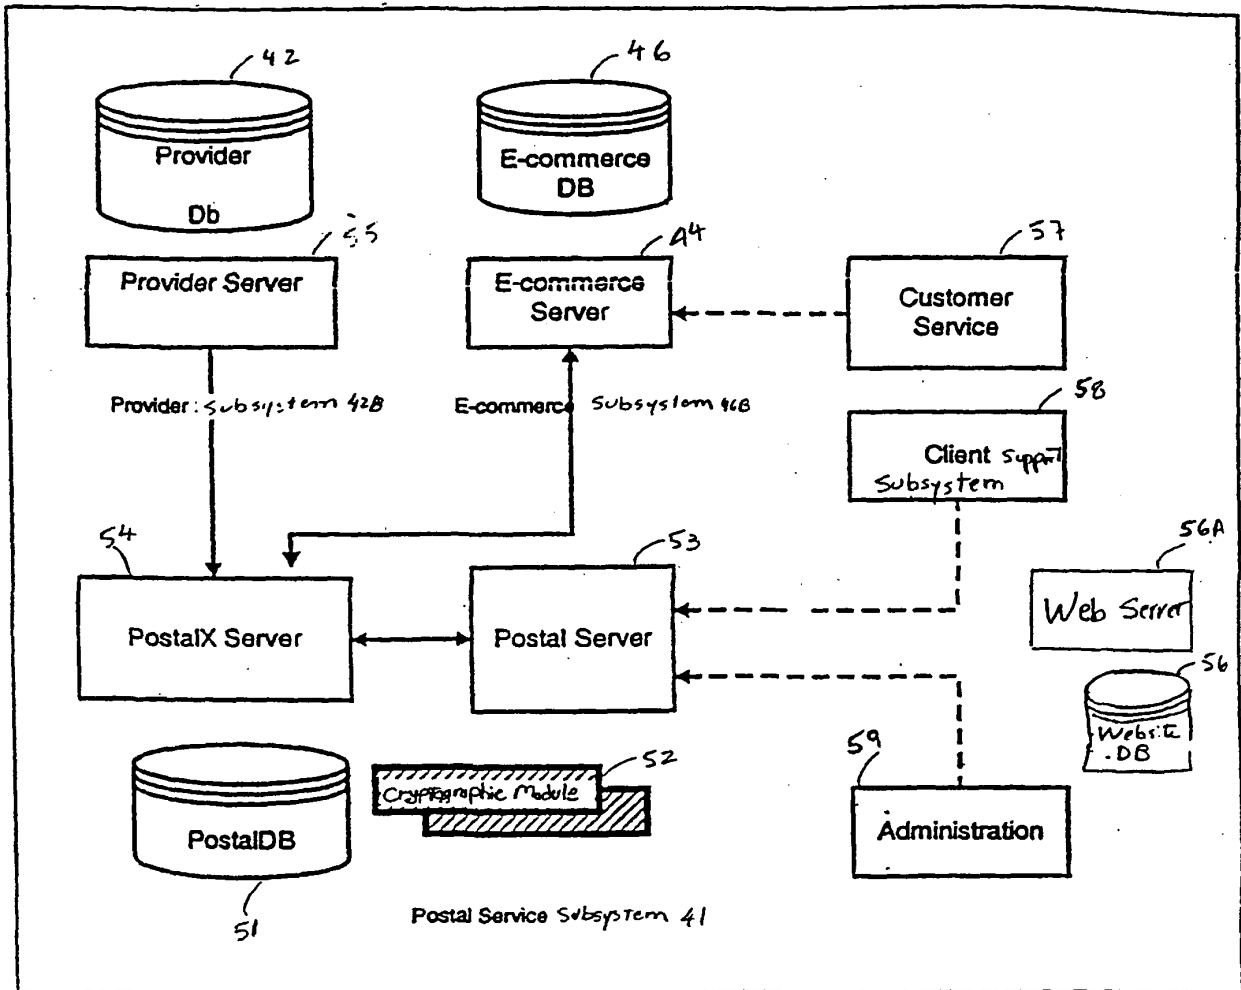 42
46
Provider
Db
E-commerce
DB
55
44
57
Provider Server
E-commerce
Server
Customer
Service
58
Provider Subsystem 42B
E-commerce Subsystem 46B
Client Support
Subsystem
54
53
56A
PostalX Server
Postal Server
Web Server
56
Website
DB
59
52
Cryptographic Module
PostalDB
Administration
51
Postal Service Subsystem 41